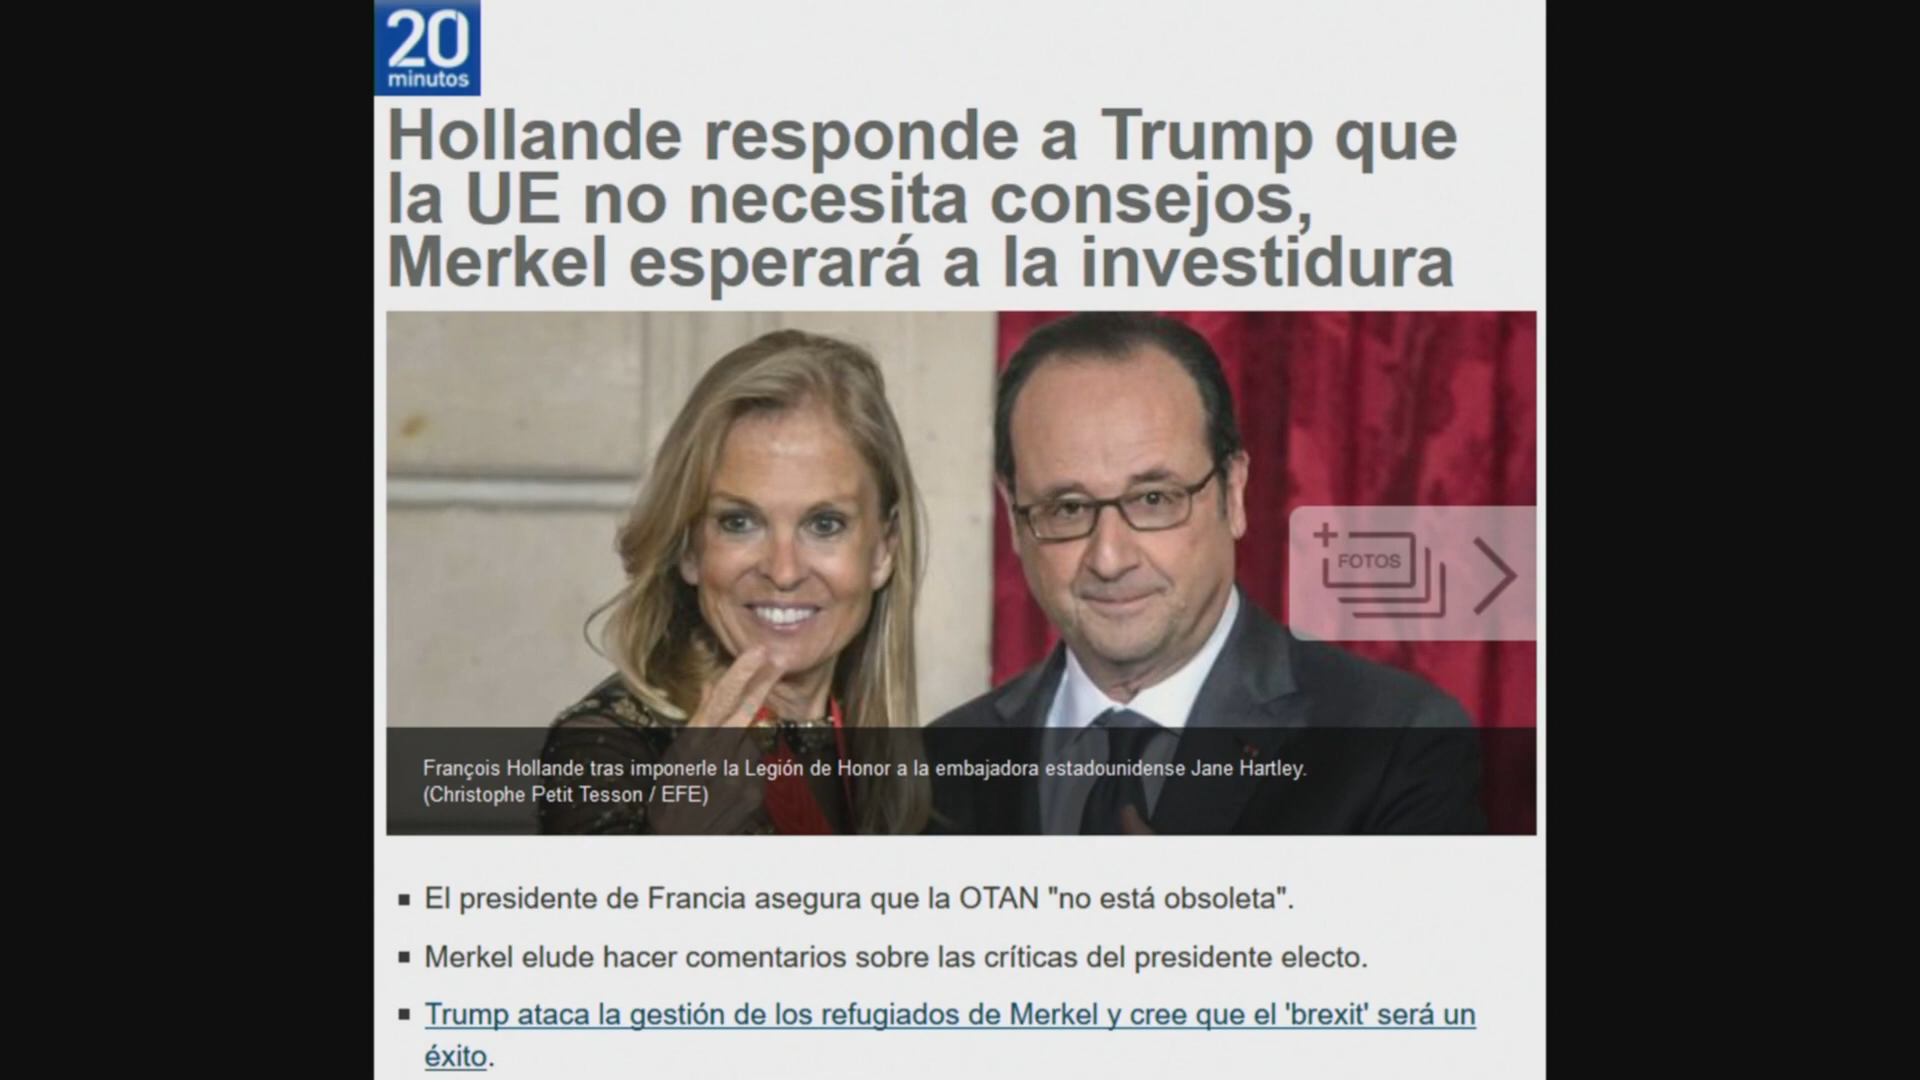 20
minutos
Hollande responde a Trump que
la UE no necesita consejos,
Merkel esperará a la investidura
+
FOTOS
François Hollande tras imponerle la Legión de Honor a la embajadora estadounidense Jane Hartley.
(Christophe Petit Tesson / EFE)
El presidente de Francia asegura que la OTAN "no está obsoleta".
Merkel elude hacer comentarios sobre las críticas del presidente electo.
Trump ataca la gestión de los refugiados de Merkel y cree que el 'brexit' será un
éxito.